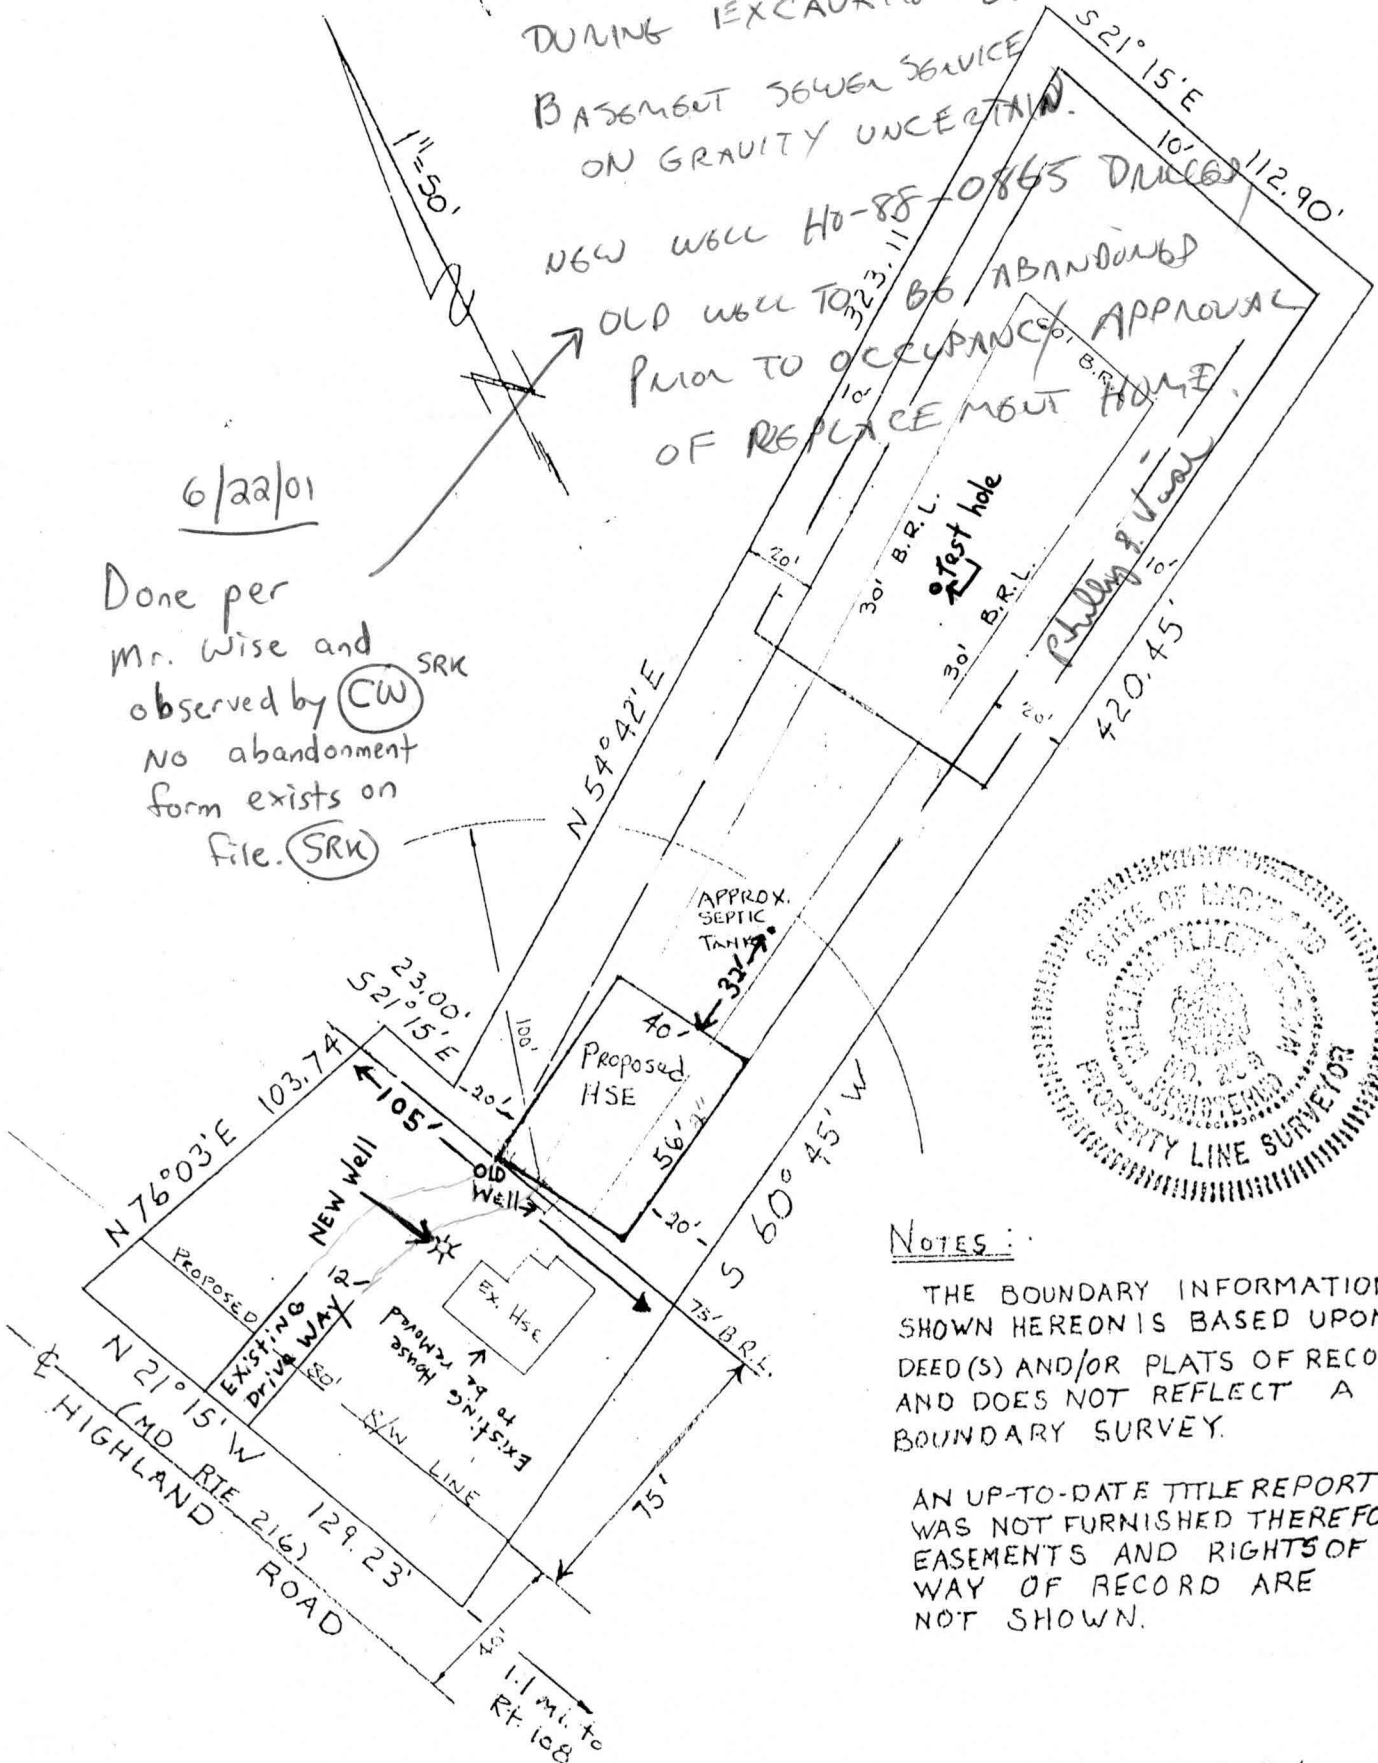 DURING
BASEMENT SEWER SERVICE
ON GRAVITY UNCERTAIN.
NEW WELL HO-88-0865 DRILLED
OLD WELL TO BE ABANDONED
PRIOR TO OCCUPANCY APPROVAL
OF REPLACEMENT HOME.
1"=50'
6/22/01
Done per
Mr. Wise and
observed by CW SRK
No abandonment
form exists on
file. SRK
S 21° 15' E
112.90'
10'
323.11'
10'
60' B.R.L.
30' B.R.L.
Test hole
30' B.R.L.
20'
10'
20'
420.45'
N 54° 42' E
APPROX.
SEPTIC
TANK
32'
23.00'
S 21° 15' E
100'
40'
Proposed
HSE
56'
20'
20'
105'
N 76° 03' E 103.74'
NEW Well
OLD
Well
S 60° 45' W
75' B.R.L.
PROPOSED
80'
R/W
LINE
12'
EXISTING
Drive WAY
Ex. HSE
EXISTING House
to be removed
75'
N 21° 15' W 129.23'
℄ HIGHLAND ROAD
(MD RTE 216)
40'
1.1 mi. to
Rt. 108
STATE OF MARYLAND
REGISTERED
PROPERTY LINE SURVEYOR
NOTES:
THE BOUNDARY INFORMATION
SHOWN HEREON IS BASED UPON
DEED(S) AND/OR PLATS OF RECO
AND DOES NOT REFLECT A
BOUNDARY SURVEY.
AN UP-TO-DATE TITLE REPORT
WAS NOT FURNISHED THEREFO
EASEMENTS AND RIGHTS OF
WAY OF RECORD ARE
NOT SHOWN.